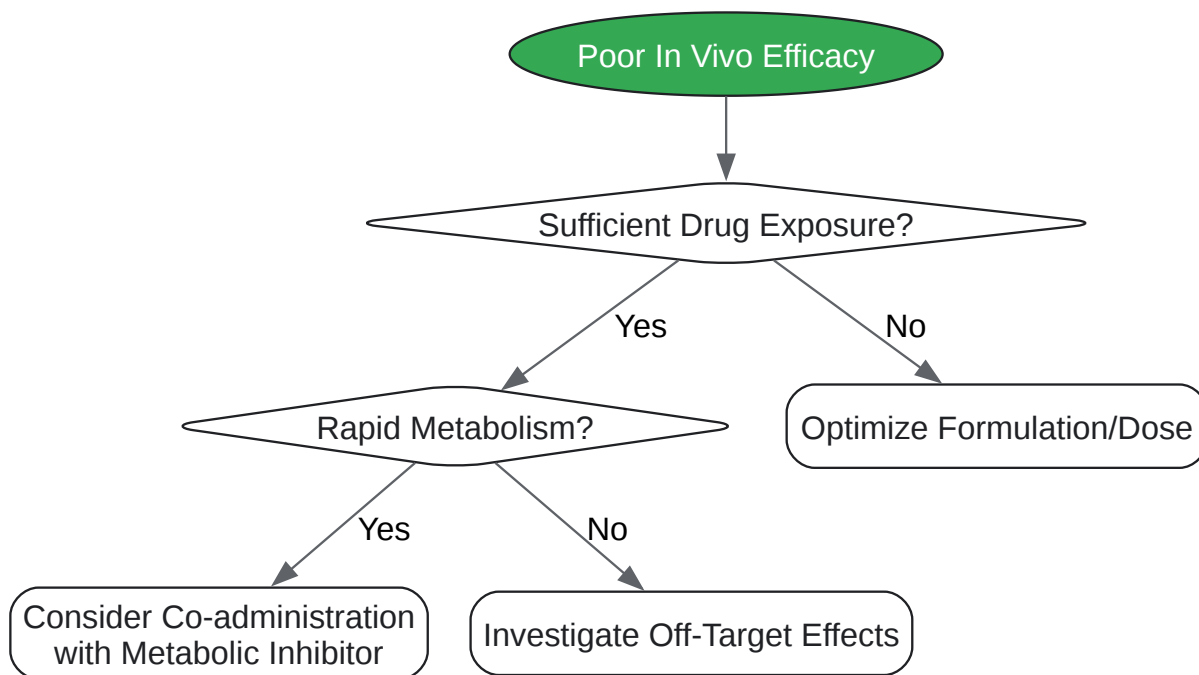 Poor In Vivo Efficacy
Sufficient Drug Exposure?
Yes
No
Rapid Metabolism?
Optimize Formulation/Dose
Yes
No
Consider Co-administration
with Metabolic Inhibitor
Investigate Off-Target Effects